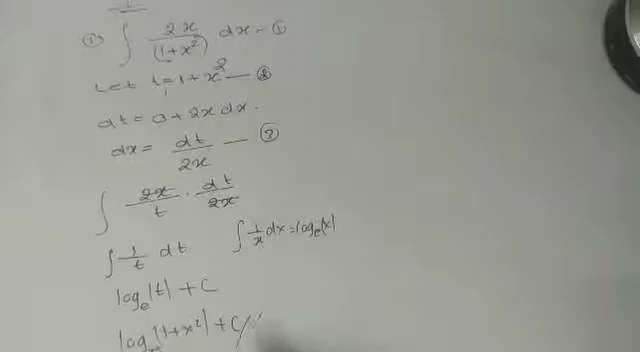 ① ∫ 2x/(1+x²) dx – ①
Let t = 1+x² — ②
dt = 0+2x dx.
dx = dt/2x — ③
∫ 2x/t · dt/2x
∫ 1/t dt    ∫ 1/x dx = logₑ|x|
logₑ|t| + C
log |1+x²| + C//